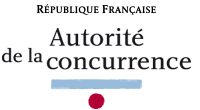 RÉPUBLIQUE FRANÇAISE
Autorité
de la concurrence